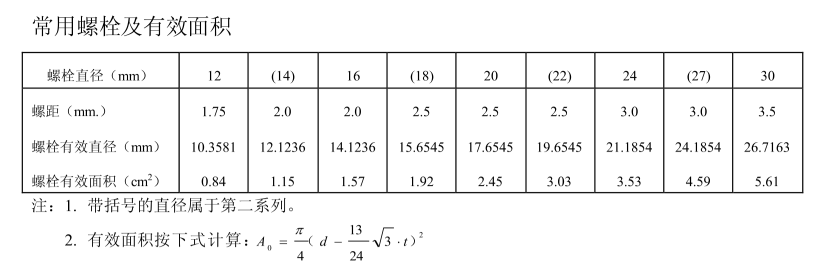 常用螺栓及有效面积
螺栓直径（mm） 12 (14) 16 (18) 20 (22) 24 (27) 30
螺距（mm.） 1.75 2.0 2.0 2.5 2.5 2.5 3.0 3.0 3.5
螺栓有效直径（mm） 10.3581 12.1236 14.1236 15.6545 17.6545 19.6545 21.1854 24.1854 26.7163
螺栓有效面积（cm²） 0.84 1.15 1.57 1.92 2.45 3.03 3.53 4.59 5.61
注：1. 带括号的直径属于第二系列。
2. 有效面积按下式计算：A₀ = π/4 ( d − 13/24 √3 · t )²